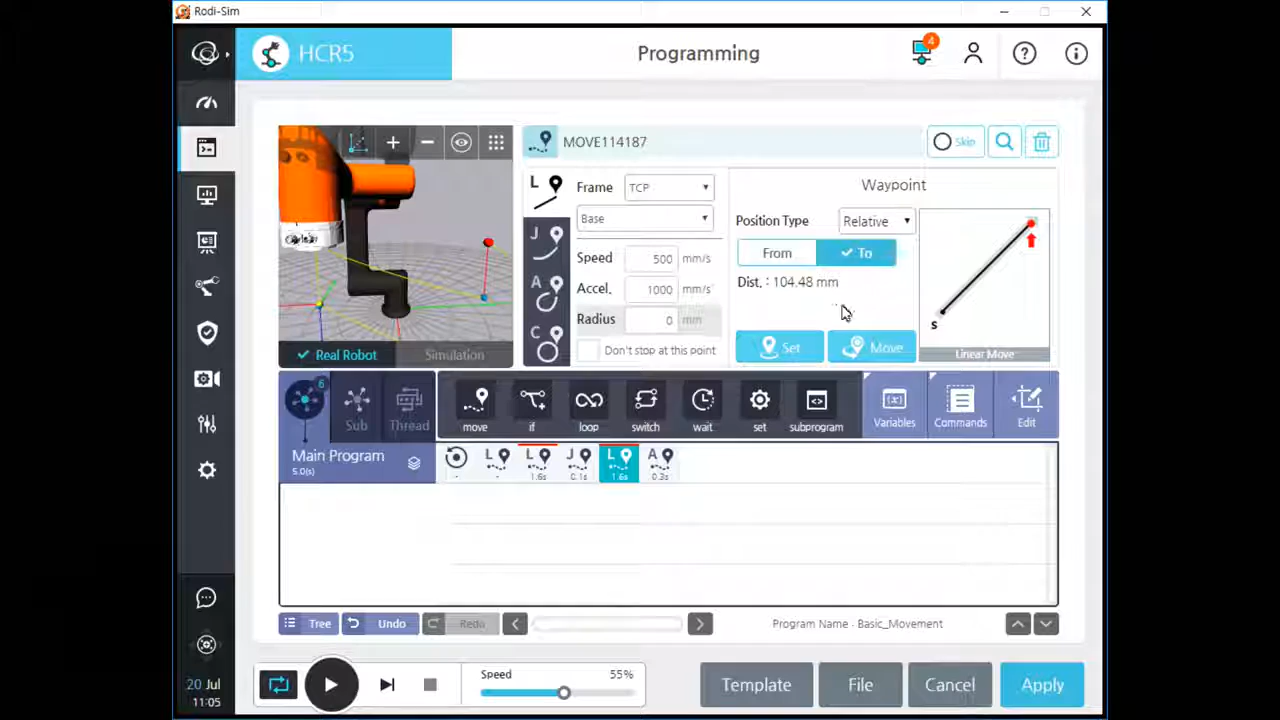 Rodi-Sim
HCR5
Programming
4
MOVE114187
Skip
L
Frame
TCP
Base
Speed
500
mm/s
Accel.
1000
mm/s²
Radius
0
mm
Don't stop at this point
J
A
C
Waypoint
Position Type
Relative
From
To
Dist. : 104.48 mm
Set
Move
S
Linear Move
Real Robot
Simulation
6
Sub
Thread
move
if
loop
switch
wait
set
subprogram
Variables
Commands
Edit
Main Program
5.0(s)
-
L
-
L
1.6s
J
0.1s
L
1.6s
A
0.3s
Tree
Undo
Redo
Program Name - Basic_Movement
20 Jul
11:05
Speed
55%
Template
File
Cancel
Apply